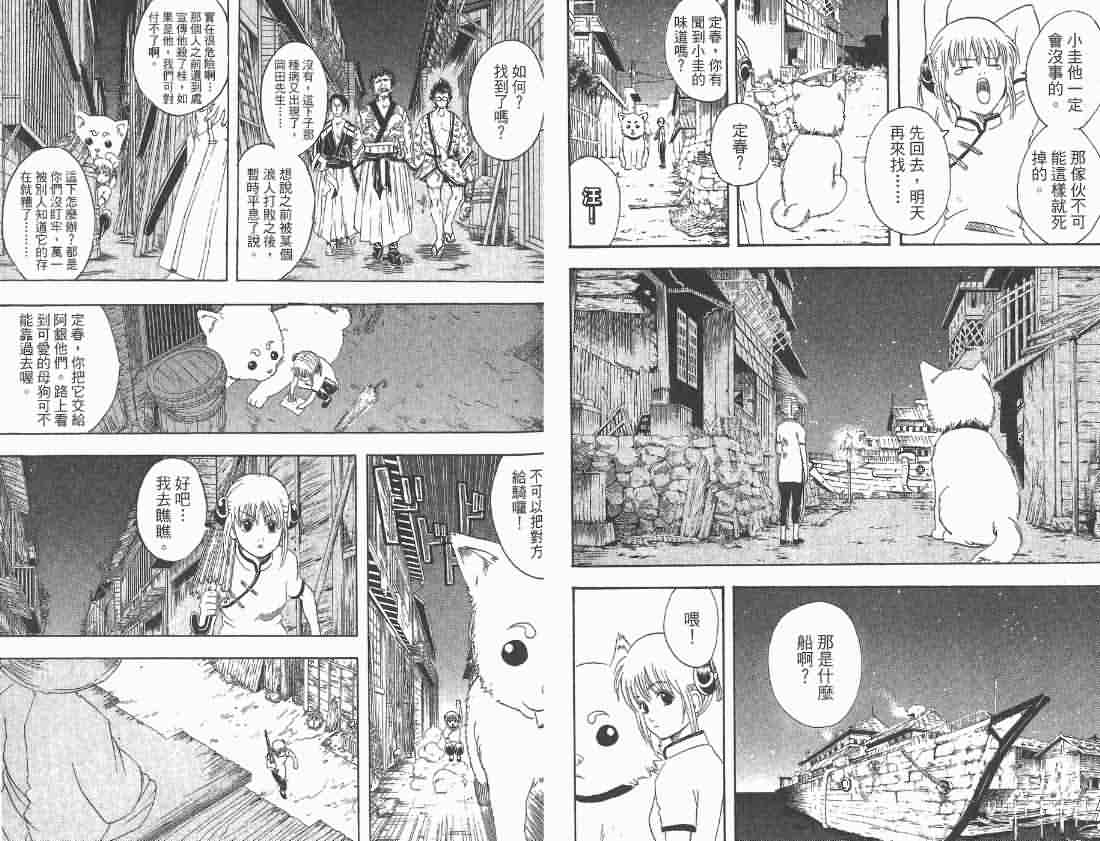 小圭他一定
會沒事的。
那傢伙不可
能這樣就死
掉的。
先回去，明天
再來找……
定春？
定春，你有
聞到小圭的
味道嗎？
汪！
那是什麼
船啊？
喂！
如何？
找到了嗎？
沒有，這下子那
種病又出現了。
岡田先生……
想說之前被某個
浪人打敗之後，
暫時平息了說。
實在很危險啊…
那個人之前還到處
宣傳他殺了桂，如
果是他，我們可對
付不了啊。
這下怎麼辦？都是
你們沒盯牢，萬一
被別人知道它的存
在就糟了………
定春，你把它交給
阿銀他們。路上看
到可愛的母狗可不
能靠過去喔。
不可以把對方
給騎囉！
好吧…
我去瞧瞧。